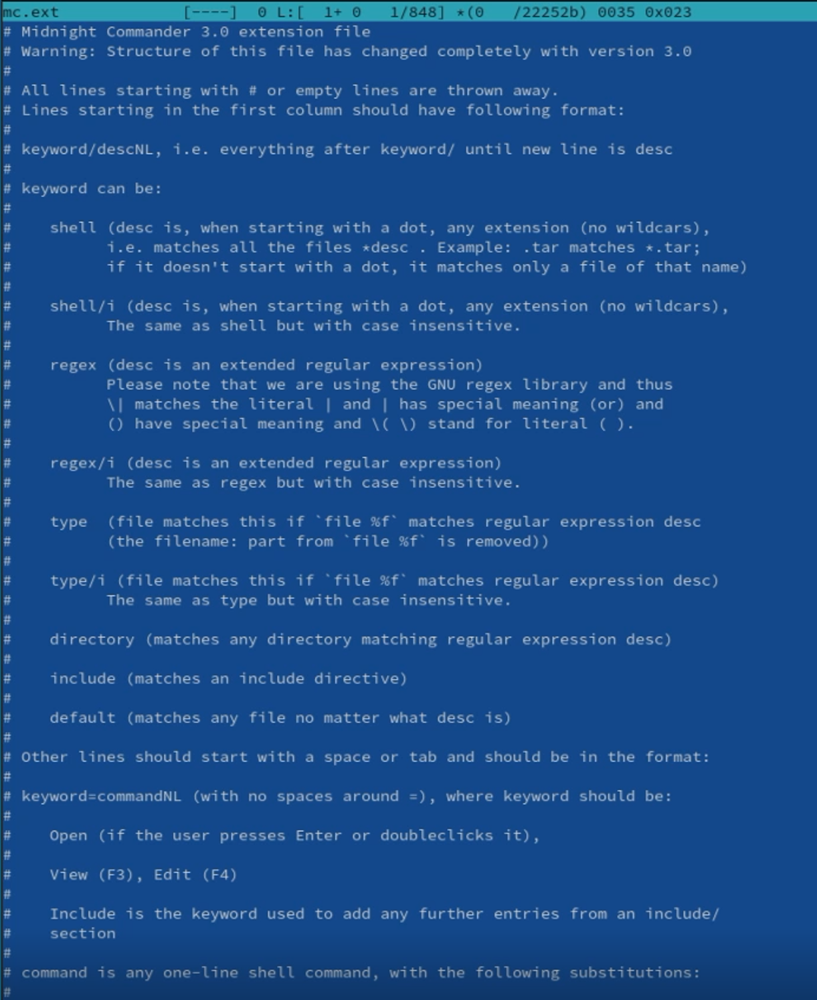 mc.ext [----] 0 L:[ 1+ 0 1/848] *(0 /22252b) 0035 0x023
# Midnight Commander 3.0 extension file
# Warning: Structure of this file has changed completely with version 3.0
#
# All lines starting with # or empty lines are thrown away.
# Lines starting in the first column should have following format:
#
# keyword/descNL, i.e. everything after keyword/ until new line is desc
#
# keyword can be:
#
#    shell (desc is, when starting with a dot, any extension (no wildcars),
#          i.e. matches all the files *desc . Example: .tar matches *.tar;
#          if it doesn't start with a dot, it matches only a file of that name)
#
#    shell/i (desc is, when starting with a dot, any extension (no wildcars),
#          The same as shell but with case insensitive.
#
#    regex (desc is an extended regular expression)
#          Please note that we are using the GNU regex library and thus
#          \| matches the literal | and | has special meaning (or) and
#          () have special meaning and \( \) stand for literal ( ).
#
#    regex/i (desc is an extended regular expression)
#          The same as regex but with case insensitive.
#
#    type  (file matches this if `file %f` matches regular expression desc
#          (the filename: part from `file %f` is removed))
#
#    type/i (file matches this if `file %f` matches regular expression desc)
#          The same as type but with case insensitive.
#
#    directory (matches any directory matching regular expression desc)
#
#    include (matches an include directive)
#
#    default (matches any file no matter what desc is)
#
# Other lines should start with a space or tab and should be in the format:
#
# keyword=commandNL (with no spaces around =), where keyword should be:
#
#    Open (if the user presses Enter or doubleclicks it),
#
#    View (F3), Edit (F4)
#
#    Include is the keyword used to add any further entries from an include/
#    section
#
# command is any one-line shell command, with the following substitutions:
#